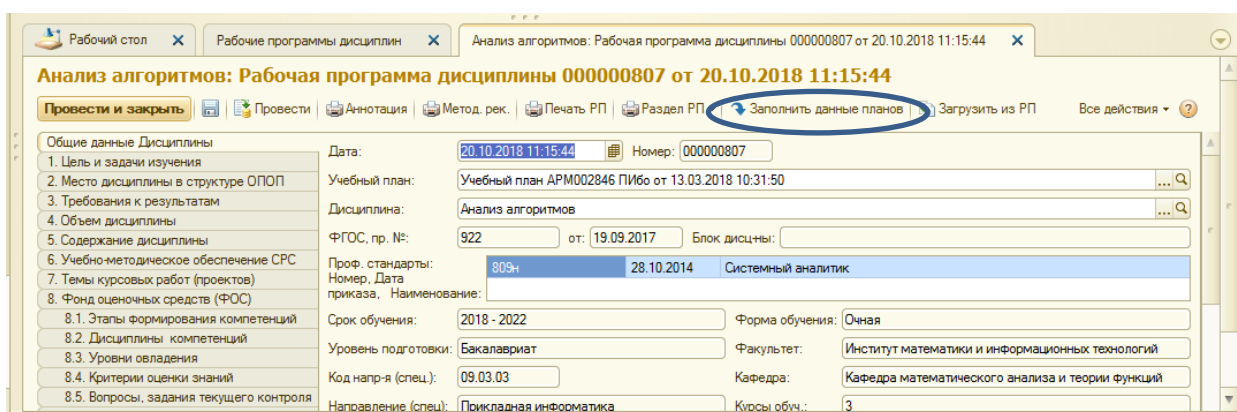 Рабочий стол Рабочие программы дисциплин Анализ алгоритмов: Рабочая программа дисциплины 000000807 от 20.10.2018 11:15:44
Анализ алгоритмов: Рабочая программа дисциплины 000000807 от 20.10.2018 11:15:44
Провести и закрыть Провести Аннотация Метод. рек. Печать РП Раздел РП Заполнить данные планов Загрузить из РП Все действия
Общие данные Дисциплины
1. Цель и задачи изучения
2. Место дисциплины в структуре ОПОП
3. Требования к результатам
4. Объем дисциплины
5. Содержание дисциплины
6. Учебно-методическое обеспечение СРС
7. Темы курсовых работ (проектов)
8. Фонд оценочных средств (ФОС)
8.1. Этапы формирования компетенций
8.2. Дисциплины компетенций
8.3. Уровни овладения
8.4. Критерии оценки знаний
8.5. Вопросы, задания текущего контроля
Дата: 20.10.2018 11:15:44 Номер: 000000807
Учебный план: Учебный план АРМ002846 ПИбо от 13.03.2018 10:31:50 ...
Дисциплина: Анализ алгоритмов ...
ФГОС, пр. №: 922 от: 19.09.2017 Блок дисц-ны:
Проф. стандарты:
Номер, Дата
приказа, Наименование:
809н 28.10.2014 Системный аналитик
Срок обучения: 2018 - 2022 Форма обучения: Очная
Уровень подготовки: Бакалавриат Факультет: Институт математики и информационных технологий
Код напр-я (спец.): 09.03.03 Кафедра: Кафедра математического анализа и теории функций
Направление (спец): Прикладная информатика Курсы обуч.: 3